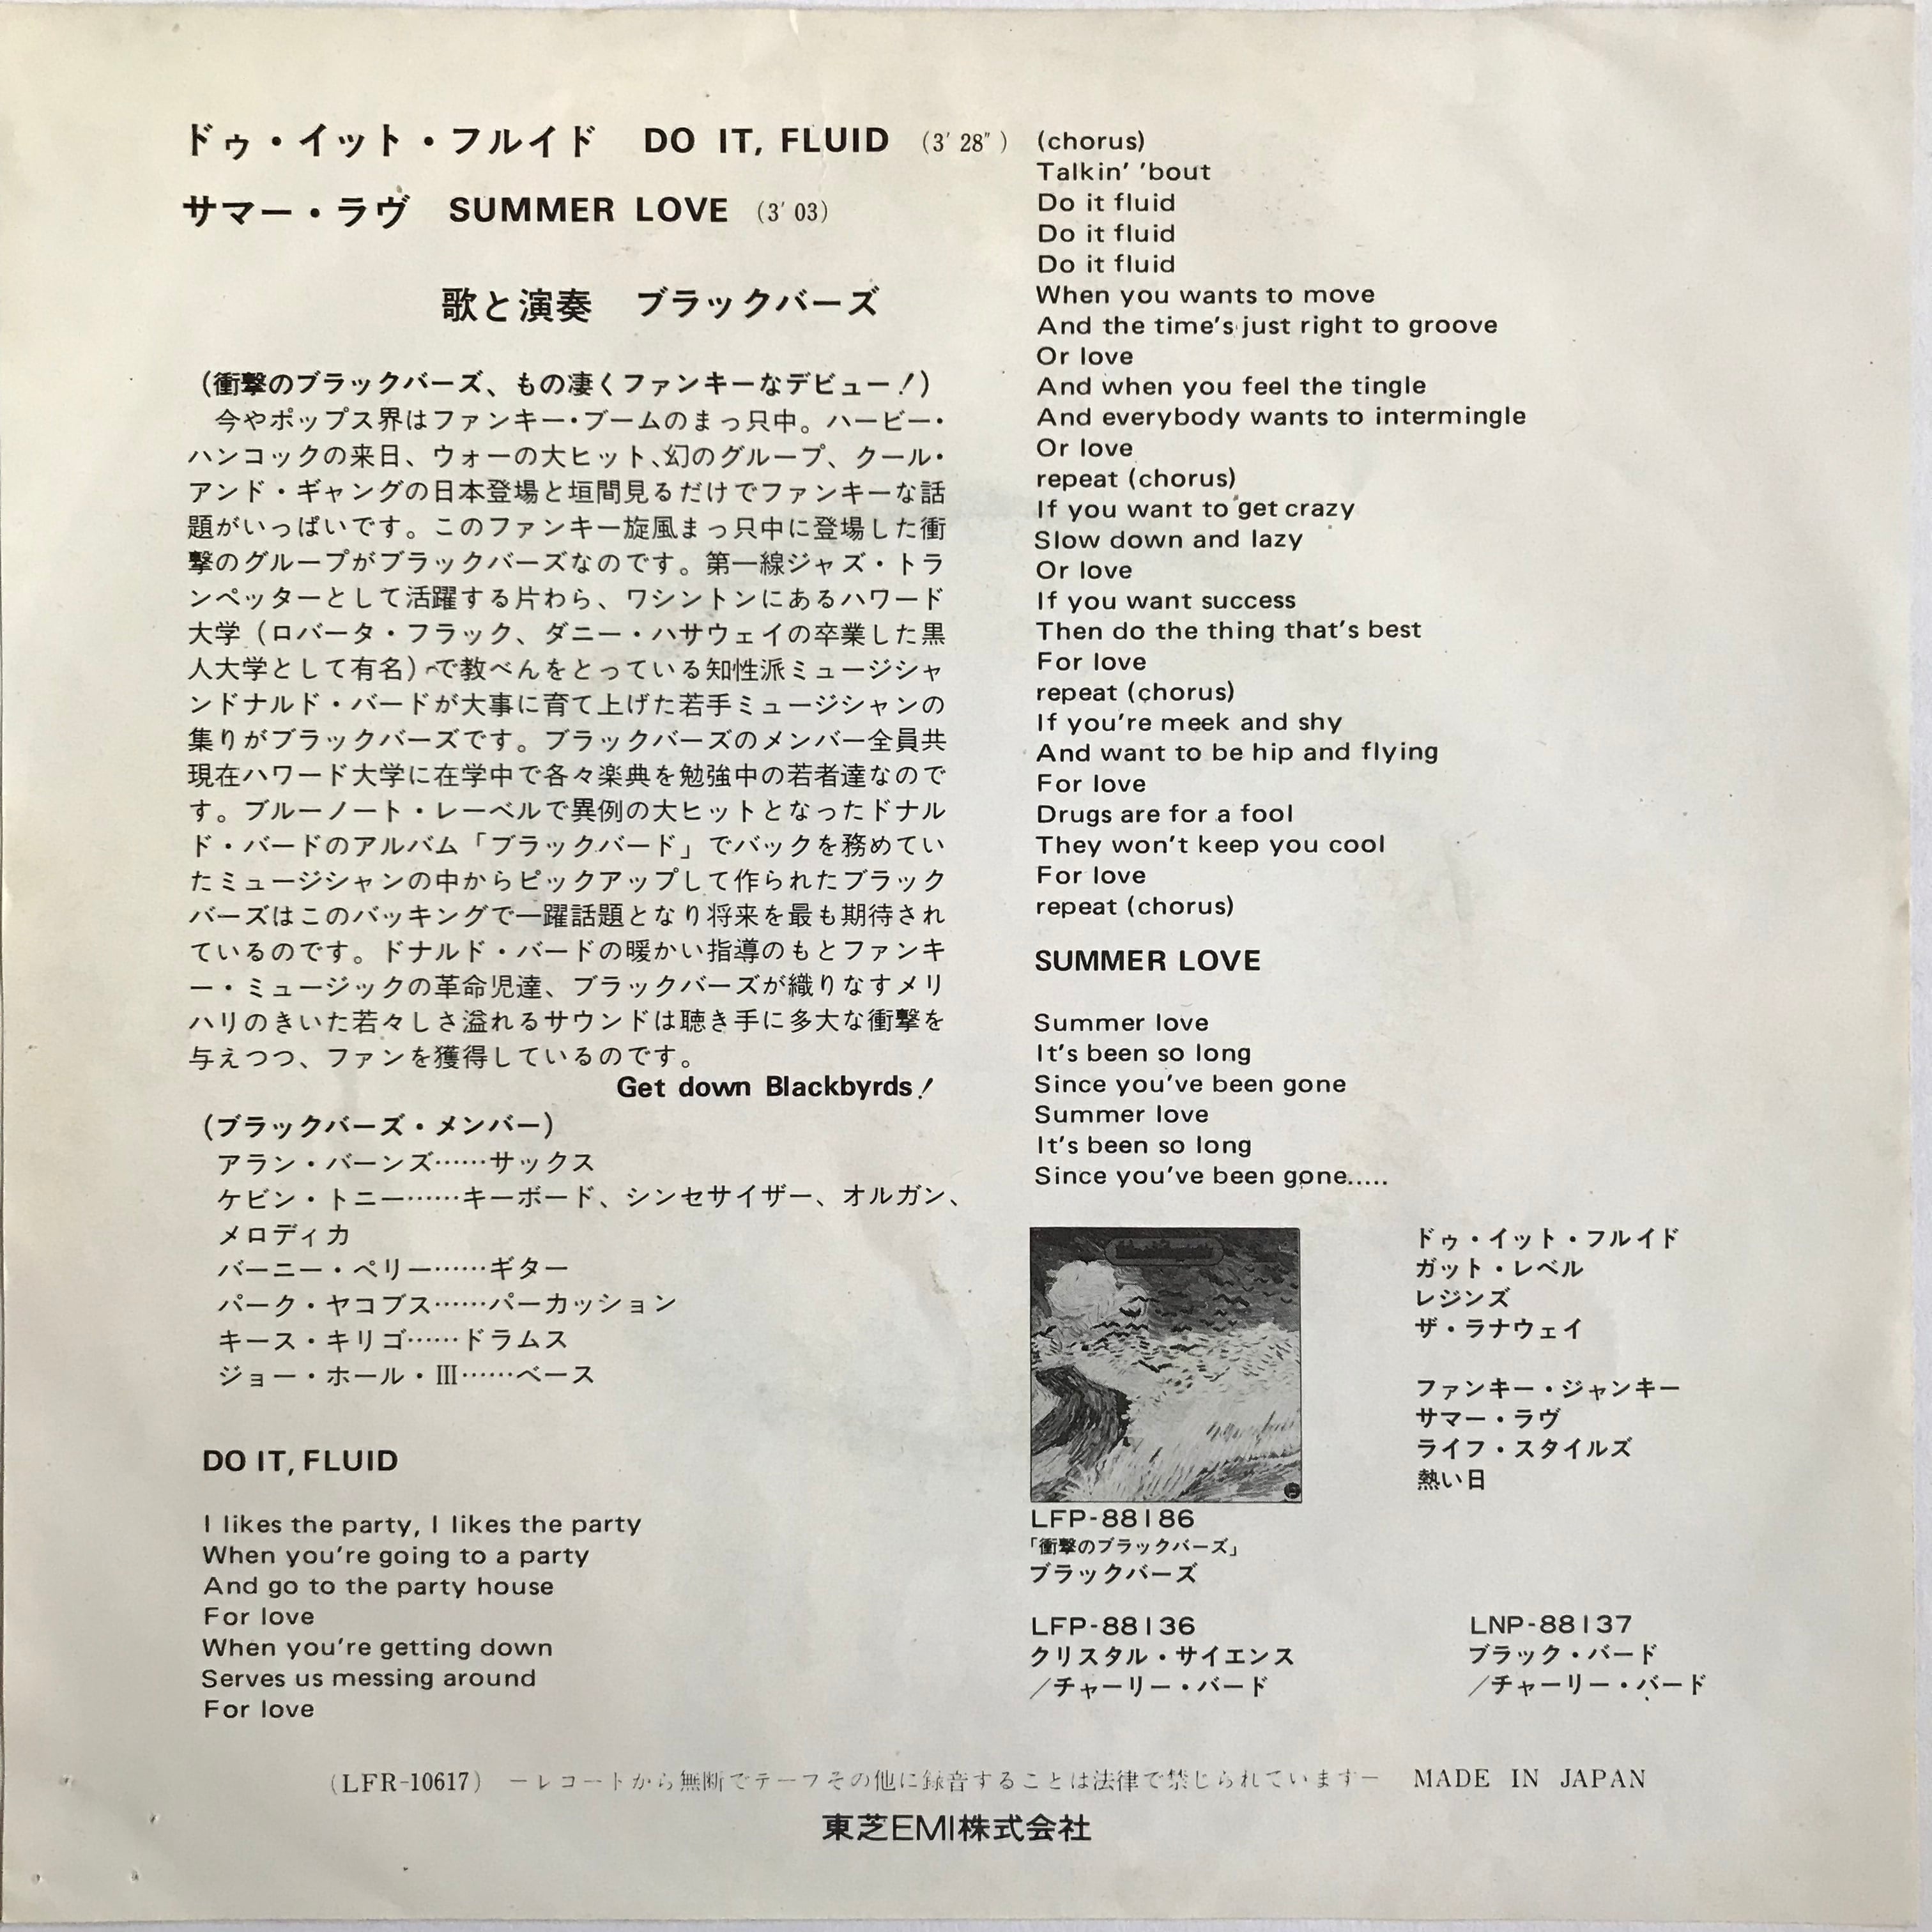 ドゥ・イット・フルイド DO IT, FLUID (3′28″)
サマー・ラヴ SUMMER LOVE (3′03)
歌と演奏 ブラックバーズ
(衝撃のブラックバーズ、もの凄くファンキーなデビュー!)
今やポップス界はファンキー・ブームのまっ只中。ハービー・
ハンコックの来日、ウォーの大ヒット、幻のグループ、クール・
アンド・ギャングの日本登場と垣間見るだけでファンキーな話
題がいっぱいです。このファンキー旋風まっ只中に登場した衝
撃のグループがブラックバーズなのです。第一線ジャズ・トラ
ンペッターとして活躍する片わら、ワシントンにあるハワード
大学(ロバータ・フラック、ダニー・ハサウェイの卒業した黒
人大学として有名)で教べんをとっている知性派ミュージシャ
ンドナルド・バードが大事に育て上げた若手ミュージシャンの
集りがブラックバーズです。ブラックバーズのメンバー全員共
現在ハワード大学に在学中で各々楽典を勉強中の若者達なので
す。ブルーノート・レーベルで異例の大ヒットとなったドナル
ド・バードのアルバム「ブラックバード」でバックを務めてい
たミュージシャンの中からピックアップして作られたブラック
バーズはこのバッキングで一躍話題となり将来を最も期待され
ているのです。ドナルド・バードの暖かい指導のもとファンキ
ー・ミュージックの革命児達、ブラックバーズが織りなすメリ
ハリのきいた若々しさ溢れるサウンドは聴き手に多大な衝撃を
与えつつ、ファンを獲得しているのです。
Get down Blackbyrds!
(ブラックバーズ・メンバー)
アラン・バーンズ……サックス
ケビン・トニー……キーボード、シンセサイザー、オルガン、
メロディカ
バーニー・ペリー……ギター
パーク・ヤコブス……パーカッション
キース・キリゴ……ドラムス
ジョー・ホール・Ⅲ……ベース
DO IT, FLUID
I likes the party, I likes the party
When you're going to a party
And go to the party house
For love
When you're getting down
Serves us messing around
For love
(chorus)
Talkin' 'bout
Do it fluid
Do it fluid
Do it fluid
When you wants to move
And the time's just right to groove
Or love
And when you feel the tingle
And everybody wants to intermingle
Or love
repeat (chorus)
If you want to get crazy
Slow down and lazy
Or love
If you want success
Then do the thing that's best
For love
repeat (chorus)
If you're meek and shy
And want to be hip and flying
For love
Drugs are for a fool
They won't keep you cool
For love
repeat (chorus)
SUMMER LOVE
Summer love
It's been so long
Since you've been gone
Summer love
It's been so long
Since you've been gone.....
ドゥ・イット・フルイド
ガット・レベル
レジンズ
ザ・ラナウェイ
ファンキー・ジャンキー
サマー・ラヴ
ライフ・スタイルズ
熱い日
LFP-88186
「衝撃のブラックバーズ」
ブラックバーズ
LFP-88136
クリスタル・サイエンス
/チャーリー・バード
LNP-88137
ブラック・バード
/チャーリー・バード
(LFR-10617) ーレコードから無断でテープその他に録音することは法律で禁じられていますー MADE IN JAPAN
東芝EMI株式会社